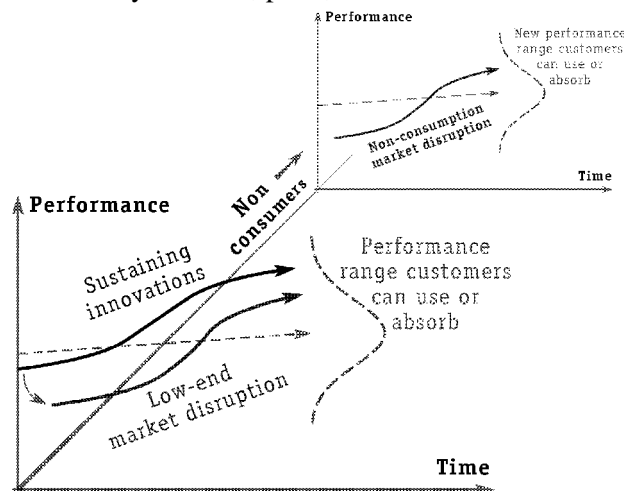 Performance
New performance
range customers
can use or
absorb
Non-consumption
market disruption
Time
Non
consumers
Performance
Sustaining
innovations
Performance
range customers
can use or
absorb
Low-end
market disruption
Time